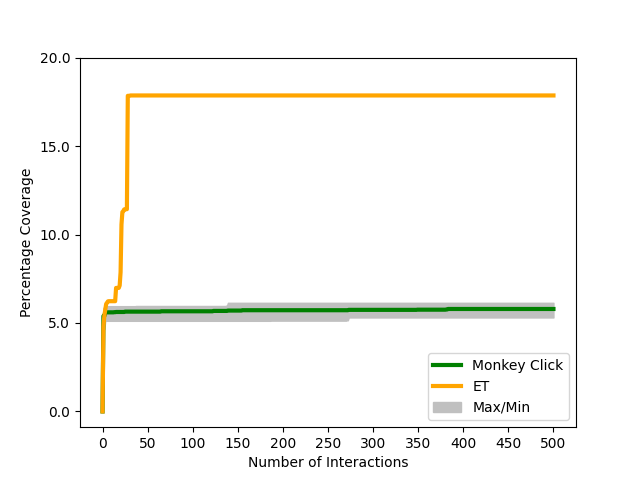 20.0
15.0
10.0
5.0
0.0
Percentage Coverage
Monkey Click
ET
Max/Min
0 50 100 150 200 250 300 350 400 450 500
Number of Interactions